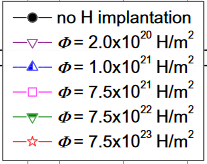 no H implantation
Φ = 2.0x10²⁰ H/m²
Φ = 1.0x10²¹ H/m²
Φ = 7.5x10²¹ H/m²
Φ = 7.5x10²² H/m²
Φ = 7.5x10²³ H/m²